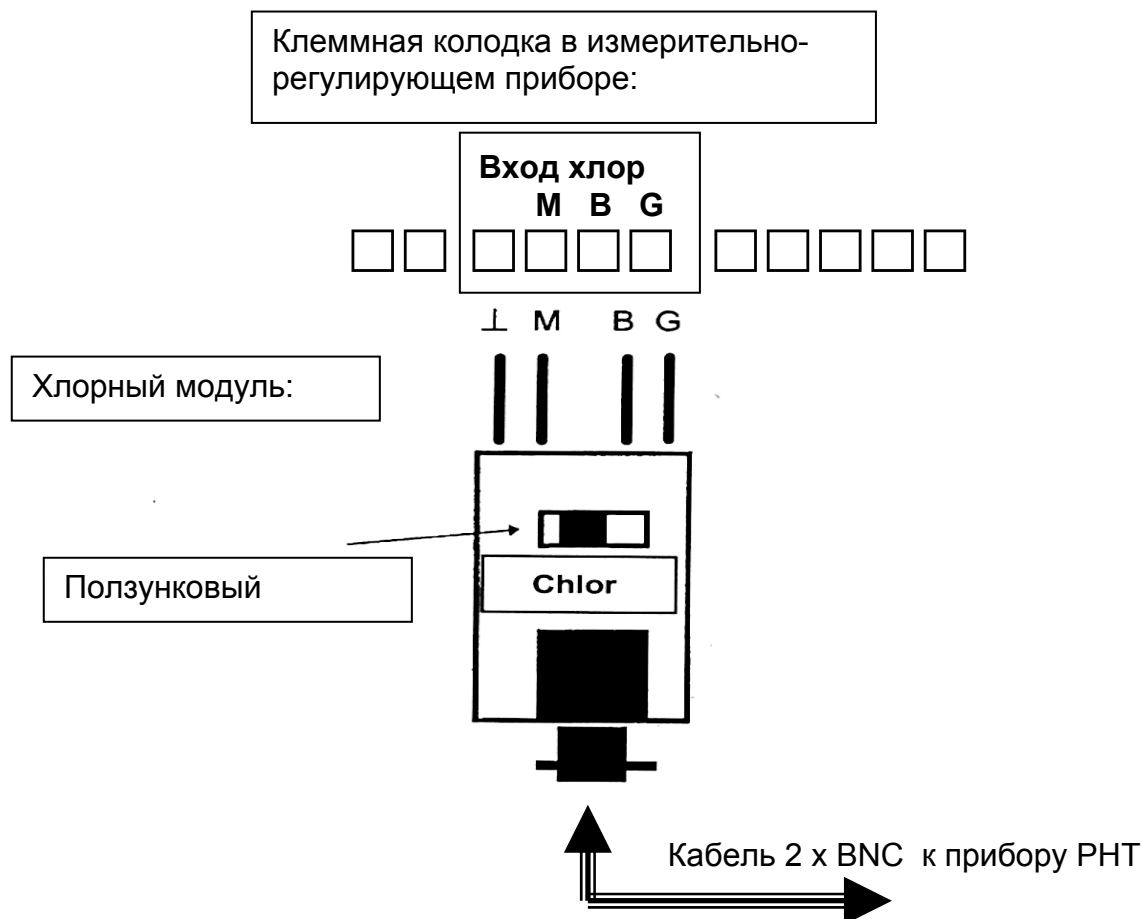 Клеммная колодка в измерительно-
регулирующем приборе:
Вход хлор
M B G
⊥ M B G
Хлорный модуль:
Ползунковый
Chlor
Кабель 2 x BNC к прибору PHT